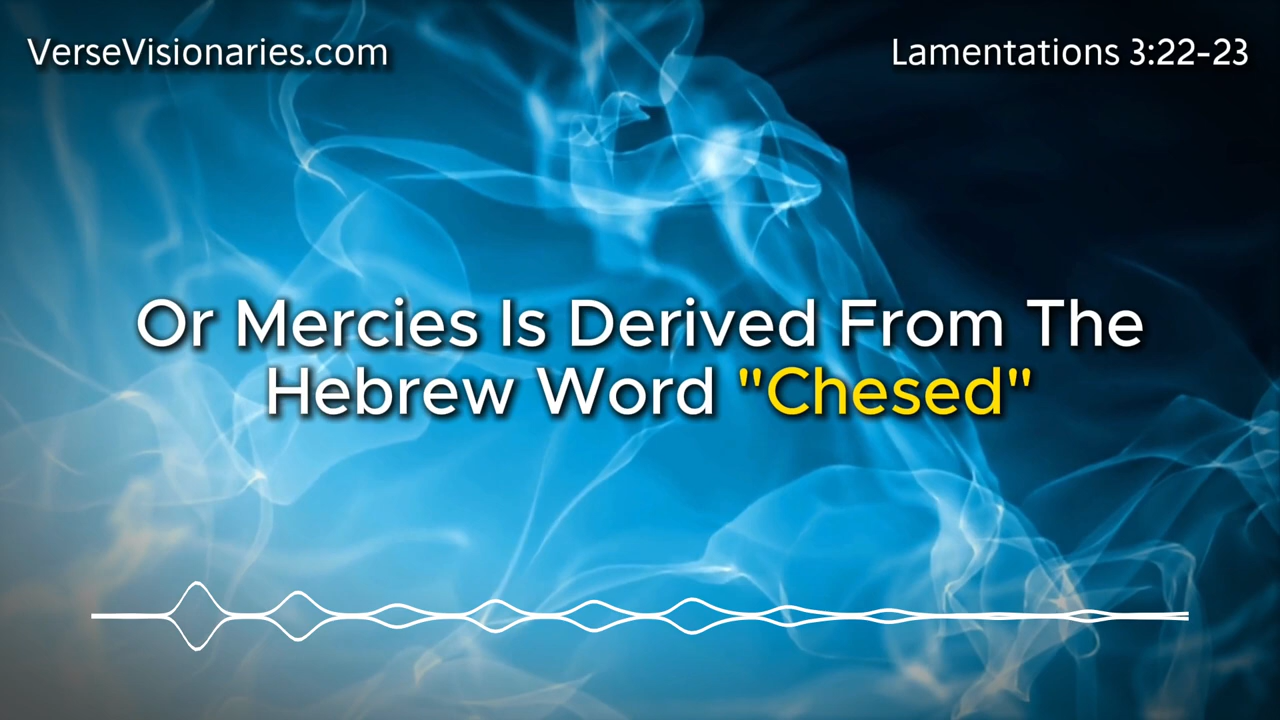 VerseVisionaries.com
Lamentations 3:22-23
Or Mercies Is Derived From The
Hebrew Word "Chesed"